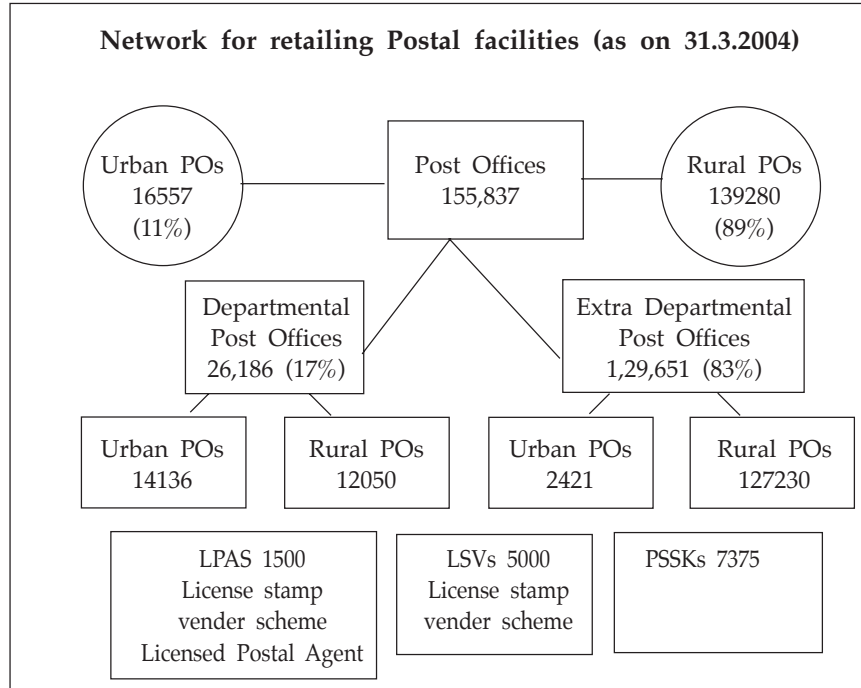 Network for retailing Postal facilities (as on 31.3.2004)
Urban POs
16557
(11%)
Post Offices
155,837
Rural POs
139280
(89%)
Departmental
Post Offices
26,186 (17%)
Extra Departmental
Post Offices
1,29,651 (83%)
Urban POs
14136
Rural POs
12050
Urban POs
2421
Rural POs
127230
LPAS 1500
License stamp
vender scheme
Licensed Postal Agent
LSVs 5000
License stamp
vender scheme
PSSKs 7375